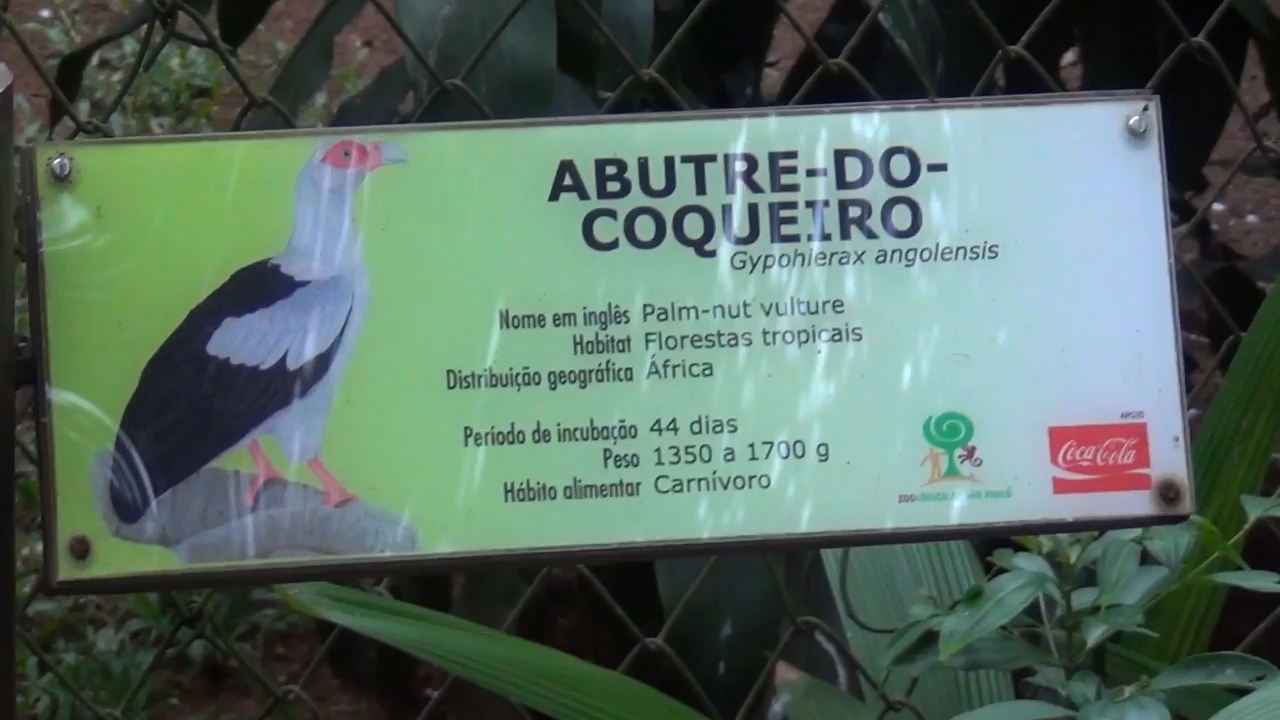 ABUTRE-DO-
COQUEIRO
Gypohierax angolensis
Nome em inglês Palm-nut vulture
Habitat Florestas tropicais
Distribuição geográfica África
Período de incubação 44 dias
Peso 1350 a 1700 g
Hábito alimentar Carnívoro
Coca-Cola